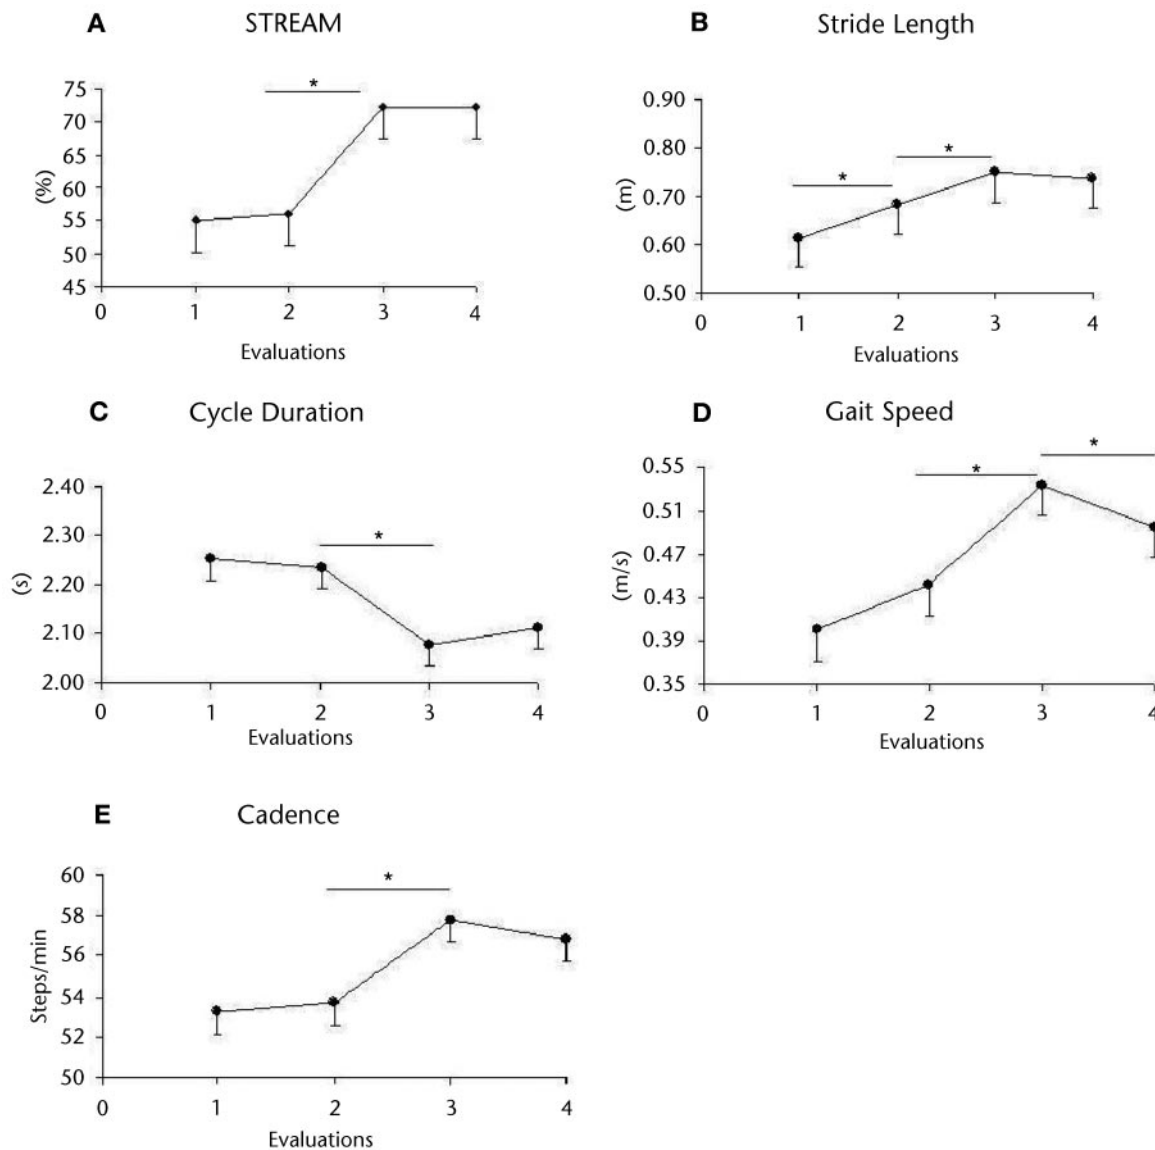 A STREAM
*
75
70
65
60
55
50
45
(%)
0 1 2 3 4
Evaluations
B Stride Length
0.90
0.80
0.70
0.60
0.50
(m)
* *
0 1 2 3 4
Evaluations
C Cycle Duration
2.40
2.30
2.20
2.10
2.00
(s)
*
0 1 2 3 4
Evaluations
D Gait Speed
0.55
0.51
0.47
0.43
0.39
0.35
(m/s)
* *
0 1 2 3 4
Evaluations
E Cadence
60
58
56
54
52
50
Steps/min
*
0 1 2 3 4
Evaluations